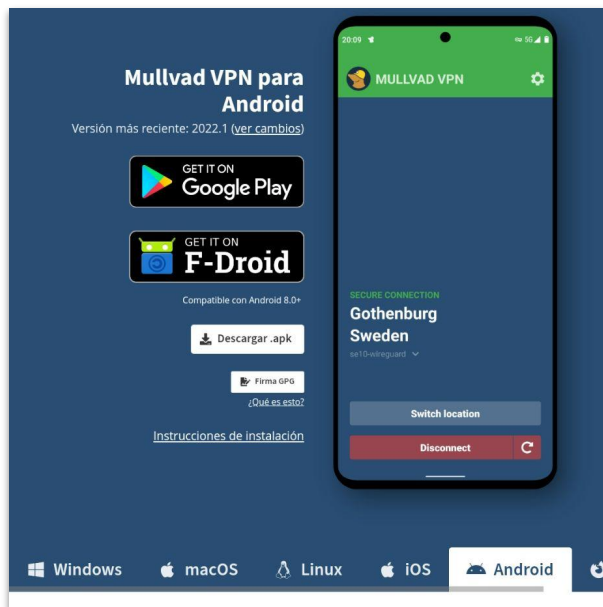 Mullvad VPN para
Android
Versión más reciente: 2022.1 (ver cambios)
GET IT ON
Google Play
GET IT ON
F-Droid
Compatible con Android 8.0+
Descargar .apk
Firma GPG
¿Qué es esto?
Instrucciones de instalación
20:09
5G
MULLVAD VPN
SECURE CONNECTION
Gothenburg
Sweden
se10-wireguard
Switch location
Disconnect
Windows
macOS
Linux
iOS
Android